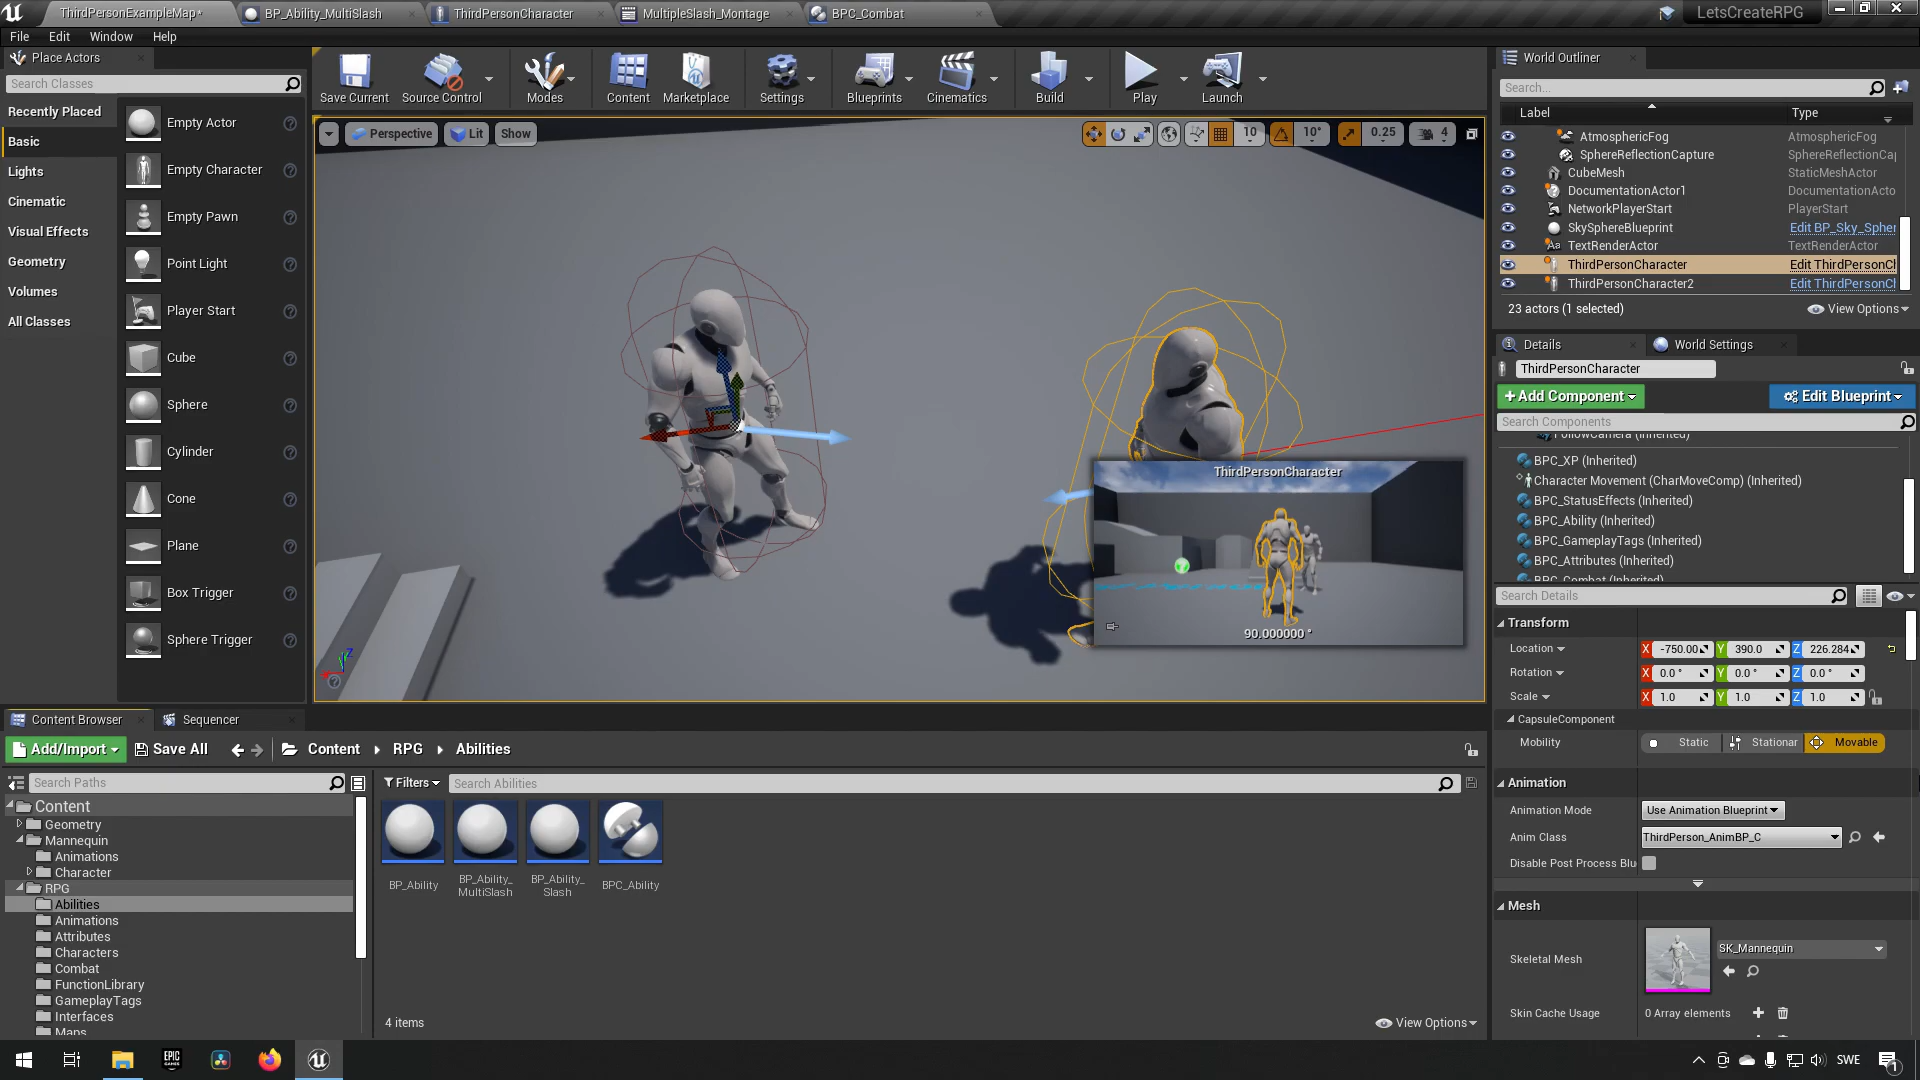 ThirdPersonExampleMap*
BP_Ability_MultiSlash
ThirdPersonCharacter
MultipleSlash_Montage
BPC_Combat
LetsCreateRPG
File Edit Window Help
Place Actors
Search Classes
Recently Placed
Basic
Lights
Cinematic
Visual Effects
Geometry
Volumes
All Classes
Empty Actor
Empty Character
Empty Pawn
Point Light
Player Start
Cube
Sphere
Cylinder
Cone
Plane
Box Trigger
Sphere Trigger
Save Current
Source Control
Modes
Content
Marketplace
Settings
Blueprints
Cinematics
Build
Play
Launch
Perspective Lit Show
10 10° 0.25 4
ThirdPersonCharacter
90.000000 °
World Outliner
Search...
Label Type
AtmosphericFog AtmosphericFog
SphereReflectionCapture SphereReflectionCap
CubeMesh StaticMeshActor
DocumentationActor1 DocumentationActo
NetworkPlayerStart PlayerStart
SkySphereBlueprint Edit BP_Sky_Spher
TextRenderActor TextRenderActor
ThirdPersonCharacter Edit ThirdPersonCh
ThirdPersonCharacter2 Edit ThirdPersonCh
23 actors (1 selected) View Options
Details World Settings
ThirdPersonCharacter
+Add Component Edit Blueprint
Search Components
FollowCamera (Inherited)
BPC_XP (Inherited)
Character Movement (CharMoveComp) (Inherited)
BPC_StatusEffects (Inherited)
BPC_Ability (Inherited)
BPC_GameplayTags (Inherited)
BPC_Attributes (Inherited)
BPC_Combat (Inherited)
Search Details
Transform
Location X -750.00 Y 390.0 Z 226.284
Rotation X 0.0 ° Y 0.0 ° Z 0.0 °
Scale X 1.0 Y 1.0 Z 1.0
CapsuleComponent
Mobility Static Stationar Movable
Animation
Animation Mode Use Animation Blueprint
Anim Class ThirdPerson_AnimBP_C
Disable Post Process Blu
Mesh
Skeletal Mesh SK_Mannequin
Skin Cache Usage 0 Array elements
Content Browser Sequencer
Add/Import Save All Content RPG Abilities
Search Paths
Filters Search Abilities
Content
Geometry
Mannequin
Animations
Character
RPG
Abilities
Animations
Attributes
Characters
Combat
FunctionLibrary
GameplayTags
Interfaces
Maps
BP_Ability
BP_Ability_
MultiSlash
BP_Ability_
Slash
BPC_Ability
4 items View Options
EPIC
GAMES
SWE
1